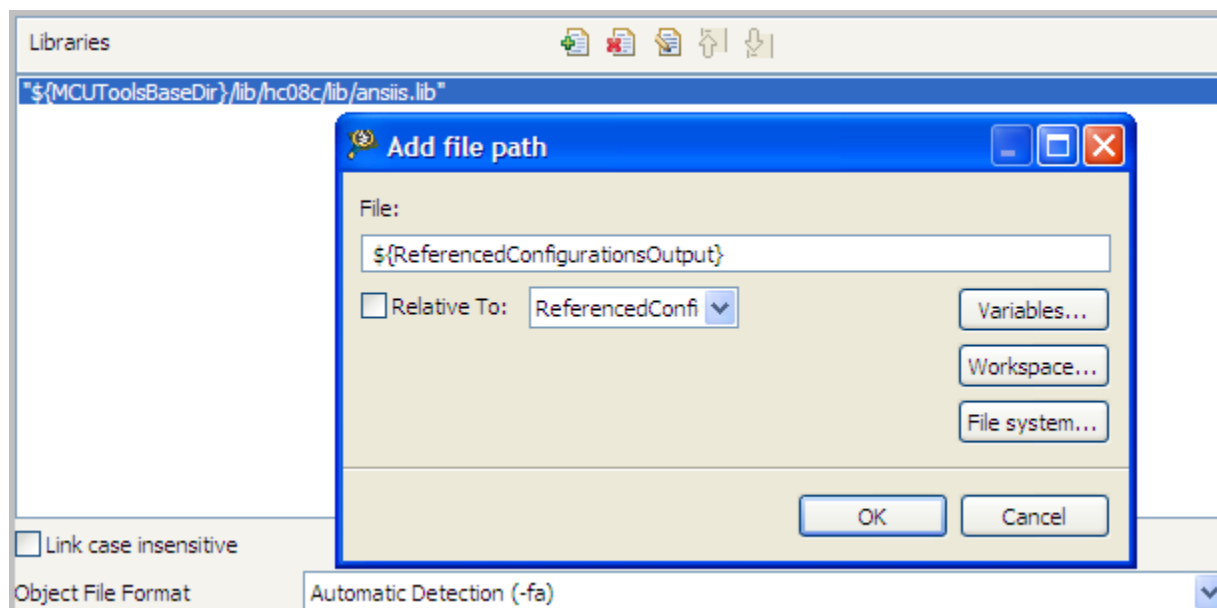 Libraries
"${MCUToolsBaseDir}/lib/hc08c/lib/ansiis.lib"
Add file path
File:
${ReferencedConfigurationsOutput}
Relative To: ReferencedConfi
Variables...
Workspace...
File system...
OK Cancel
Link case insensitive
Object File Format Automatic Detection (-fa)